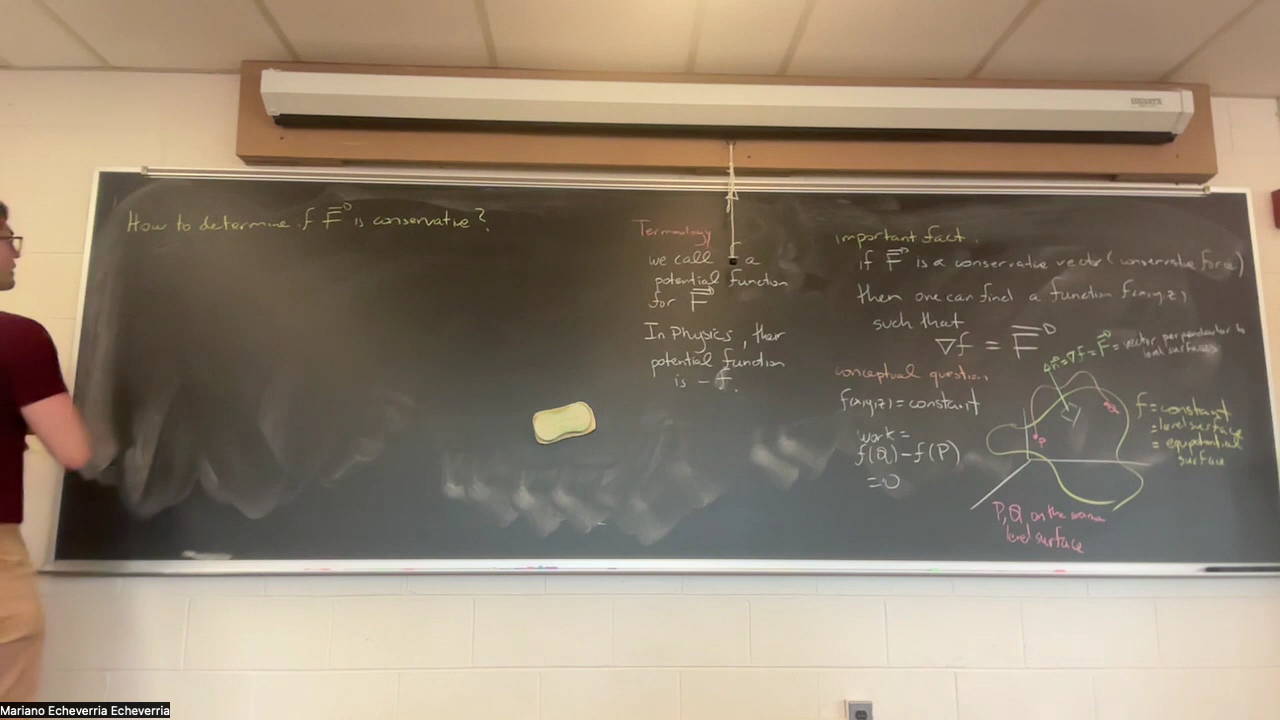 How to determine if F is conservative?
Terminology
we call f a
potential function
for F
In Physics, their
potential function
is -f.
important fact.
if F is a conservative vector (conservative force)
then one can find a function f(x,y,z)
such that
∇f = F
conceptual question
f(x,y,z) = constant
work =
f(Q) - f(P)
= 0
= ∇f = F = vector perpendicular to
level surfaces
Q
P
f = constant
= level surface
= equipotential
surface
P, Q, on the same
level surface
Mariano Echeverria Echeverria